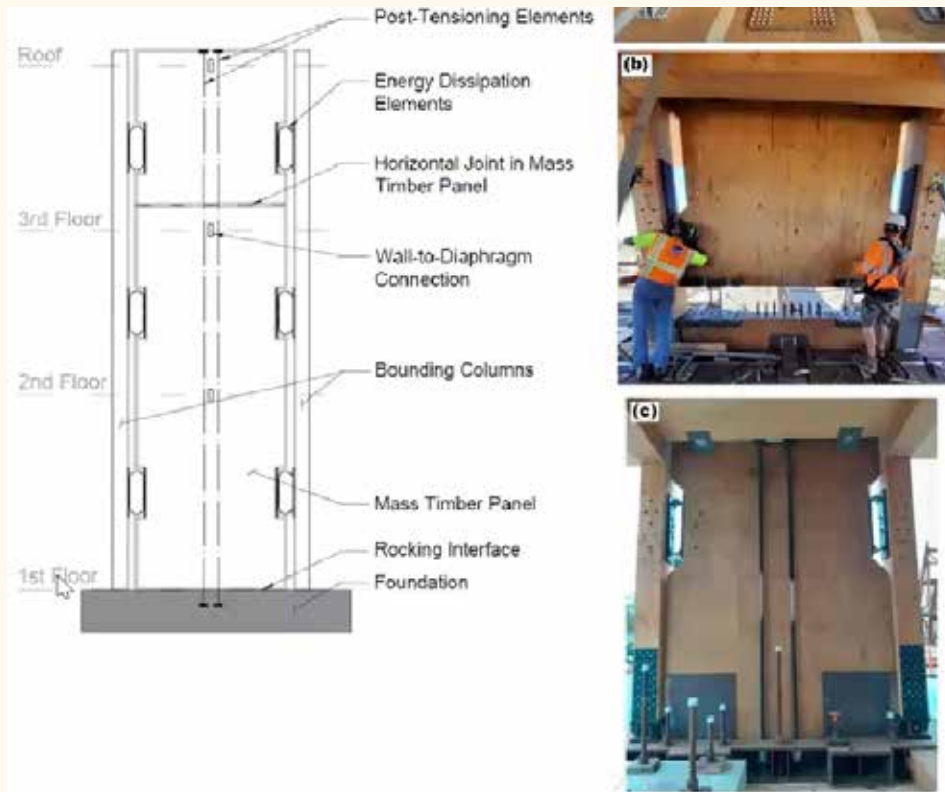 Post-Tensioning Elements
Roof
Energy Dissipation
Elements
Horizontal Joint in Mass
Timber Panel
3rd Floor
Wall-to-Diaphragm
Connection
2nd Floor
Bounding Columns
Mass Timber Panel
Rocking Interface
1st Floor
Foundation
(b)
(c)